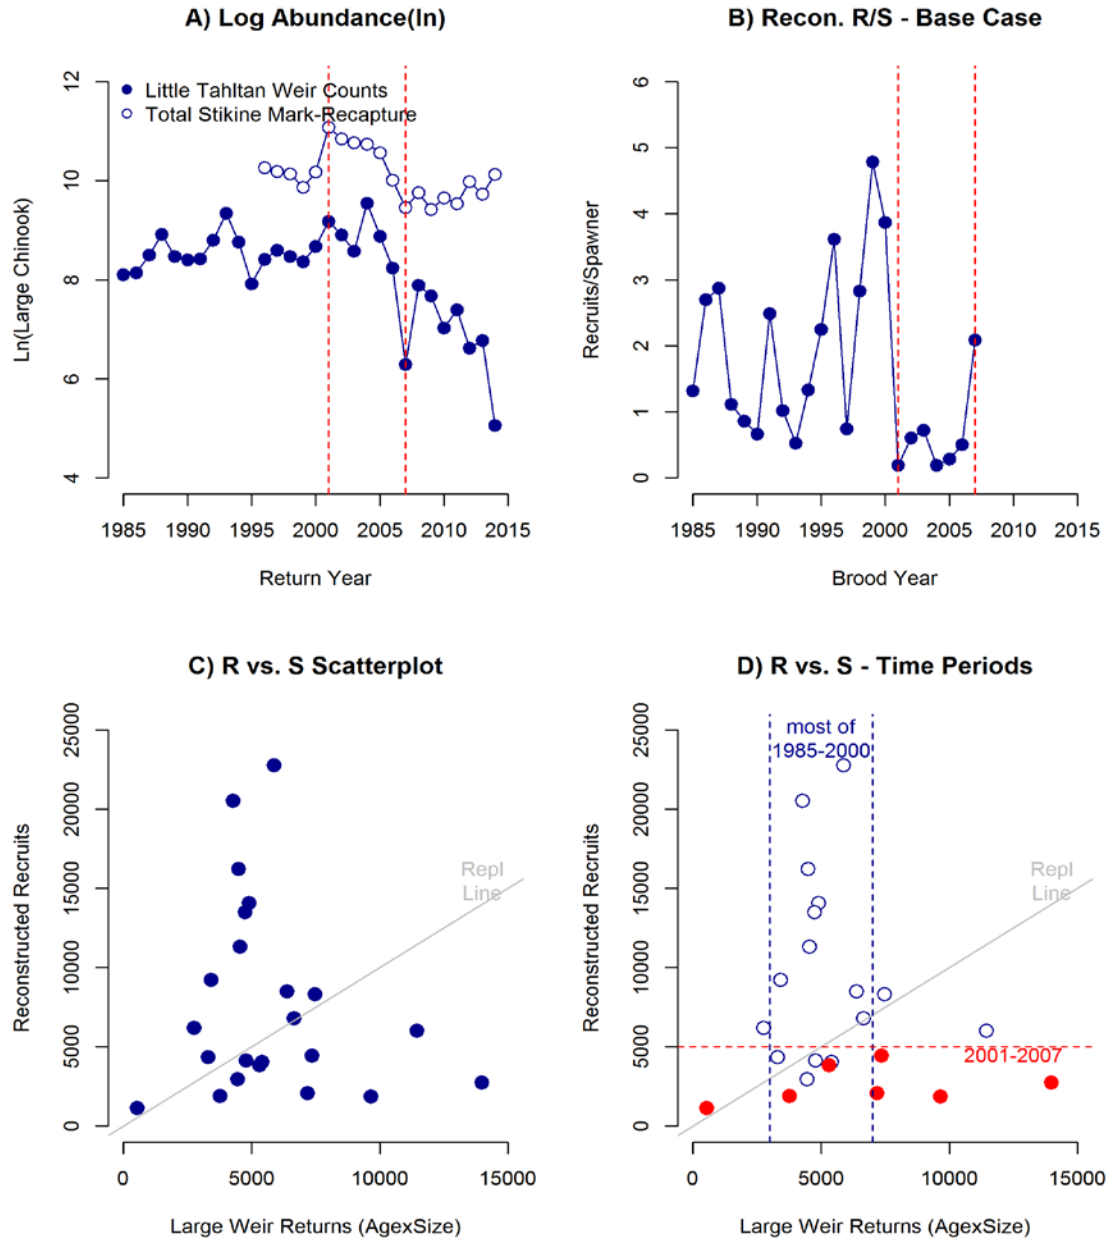 A) Log Abundance(ln)
Ln(Large Chinook)
12
10
8
6
4
Little Tahltan Weir Counts
Total Stikine Mark-Recapture
1985 1990 1995 2000 2005 2010 2015
Return Year
B) Recon. R/S - Base Case
Recruits/Spawner
6
5
4
3
2
1
0
1985 1990 1995 2000 2005 2010 2015
Brood Year
C) R vs. S Scatterplot
Reconstructed Recruits
25000
20000
15000
10000
5000
0
Repl
Line
0 5000 10000 15000
Large Weir Returns (AgexSize)
D) R vs. S - Time Periods
Reconstructed Recruits
25000
20000
15000
10000
5000
0
most of
1985-2000
Repl
Line
2001-2007
0 5000 10000 15000
Large Weir Returns (AgexSize)